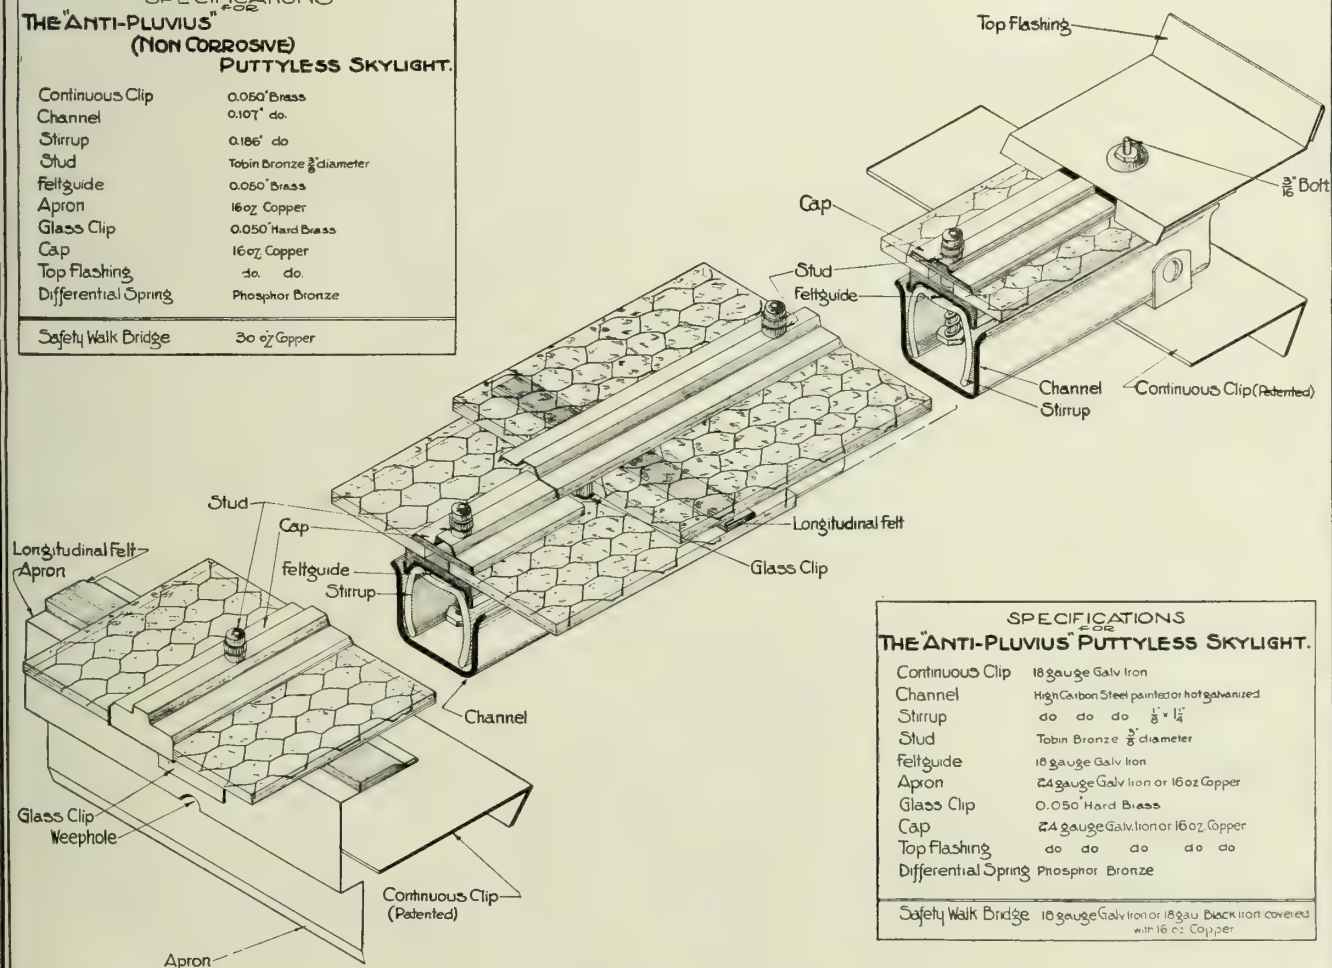 SPECIFICATIONS
FOR
THE "ANTI-PLUVIUS"
(NON CORROSIVE)
PUTTYLESS SKYLIGHT.
Continuous Clip 0.050" Brass
Channel 0.107" do.
Stirrup 0.186" do
Stud Tobin Bronze 3/8" diameter
Feltguide 0.050" Brass
Apron 16oz Copper
Glass Clip 0.050" Hard Brass
Cap 16oz Copper
Top Flashing do. do.
Differential Spring Phosphor Bronze
Safety Walk Bridge 30 oz Copper
Top Flashing
3/16" Bolt
Cap
Stud
Feltguide
Channel
Stirrup
Continuous Clip (Patented)
Stud
Cap
Longitudinal Felt
Glass Clip
Feltguide
Stirrup
Longitudinal Felt
Apron
Channel
Glass Clip
Weephole
Continuous Clip
(Patented)
Apron
SPECIFICATIONS
FOR
THE "ANTI-PLUVIUS" PUTTYLESS SKYLIGHT.
Continuous Clip 18 gauge Galv Iron
Channel High Carbon Steel painted or hot galvanized
Stirrup do do do 1/8" x 1 1/4"
Stud Tobin Bronze 3/8" diameter
Feltguide 18 gauge Galv Iron
Apron 24 gauge Galv Iron or 16oz Copper
Glass Clip 0.050" Hard Brass
Cap 24 gauge Galv. Iron or 16oz. Copper
Top Flashing do do do do do
Differential Spring Phosphor Bronze
Safety Walk Bridge 18 gauge Galv Iron or 18 gau Black Iron covered
with 16 oz Copper